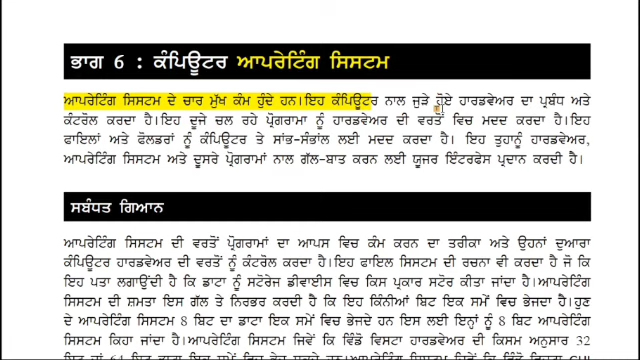 ਭਾਗ 6 : ਕੰਪਿਊਟਰ ਆਪਰੇਟਿੰਗ ਸਿਸਟਮ
ਆਪਰੇਟਿੰਗ ਸਿਸਟਮ ਦੇ ਚਾਰ ਮੁੱਖ ਕੰਮ ਹੁੰਦੇ ਹਨ।ਇਹ ਕੰਪਿਊਟਰ ਨਾਲ ਜੁੜੇ ਹੋਏ ਹਾਰਡਵੇਅਰ ਦਾ ਪ੍ਰਬੰਧ ਅਤੇ
ਕੰਟਰੋਲ ਕਰਦਾ ਹੈ।ਇਹ ਦੂਜੇ ਚਲ ਰਹੇ ਪ੍ਰੋਗਰਾਮਾ ਨੂੰ ਹਾਰਡਵੇਅਰ ਦੀ ਵਰਤੋਂ ਵਿਚ ਮਦਦ ਕਰਦਾ ਹੈ।ਇਹ
ਫਾਇਲਾਂ ਅਤੇ ਫੋਲਡਰਾਂ ਨੂੰ ਕੰਪਿਊਟਰ ਤੇ ਸਾਂਭ-ਸੰਭਾਲ ਲਈ ਮਦਦ ਕਰਦਾ ਹੈ। ਇਹ ਤੁਹਾਨੂੰ ਹਾਰਡਵੇਅਰ,
ਆਪਰੇਟਿੰਗ ਸਿਸਟਮ ਅਤੇ ਦੂਸਰੇ ਪ੍ਰੋਗਰਾਮਾਂ ਨਾਲ ਗੱਲ-ਬਾਤ ਕਰਨ ਲਈ ਯੂਜਰ ਇੰਟਰਫੇਸ ਪ੍ਰਦਾਨ ਕਰਦੀ ਹੈ।
ਸਬੰਧਤ ਗਿਆਨ
ਆਪਰੇਟਿੰਗ ਸਿਸਟਮ ਦੀ ਵਰਤੋਂ ਪ੍ਰੋਗਰਾਮਾਂ ਦਾ ਆਪਸ ਵਿਚ ਕੰਮ ਕਰਨ ਦਾ ਤਰੀਕਾ ਅਤੇ ਉਹਨਾਂ ਦੁਆਰਾ
ਕੰਪਿਊਟਰ ਹਾਰਡਵੇਅਰ ਦੀ ਵਰਤੋਂ ਨੂੰ ਕੰਟਰੋਲ ਕਰਦਾ ਹੈ।ਇਹ ਫਾਇਲ ਸਿਸਟਮ ਦੀ ਰਚਨਾ ਵੀ ਕਰਦਾ ਹੈ ਜੋ ਕਿ
ਇਹ ਪਤਾ ਲਗਾਉਂਦੀ ਹੈ ਕਿ ਡਾਟਾ ਨੂੰ ਸਟੋਰੇਜ ਡੀਵਾਈਸ ਵਿਚ ਕਿਸ ਪ੍ਰਕਾਰ ਸਟੋਰ ਕੀਤਾ ਜਾਂਦਾ ਹੈ।ਆਪਰੇਟਿੰਗ
ਸਿਸਟਮ ਦੀ ਸ਼ਮਤਾ ਇਸ ਗੱਲ ਤੇ ਨਿਰਭਰ ਕਰਦੀ ਹੈ ਕਿ ਇਹ ਕਿੰਨੀਆਂ ਬਿਟ ਇਕ ਸਮੇਂ ਵਿਚ ਭੇਜਦਾ ਹੈ।ਹੁਣ
ਦੇ ਆਪਰੇਟਿੰਗ ਸਿਸਟਮ 8 ਬਿਟ ਦਾ ਡਾਟਾ ਇਕ ਸਮੇਂ ਵਿਚ ਭੇਜਦੇ ਹਨ ਇਸ ਲਈ ਇਨ੍ਹਾਂ ਨੂੰ 8 ਬਿਟ ਆਪਰੇਟਿੰਗ
ਸਿਸਟਮ ਕਿਹਾ ਜਾਂਦਾ ਹੈ।ਆਪਰੇਟਿੰਗ ਸਿਸਟਮ ਜਿਵੇਂ ਕਿ ਵਿੰਡੋ ਵਿਸਟਾ ਹਾਰਡਵੇਅਰ ਦੀ ਕਿਸਮ ਅਨੁਸਾਰ 32